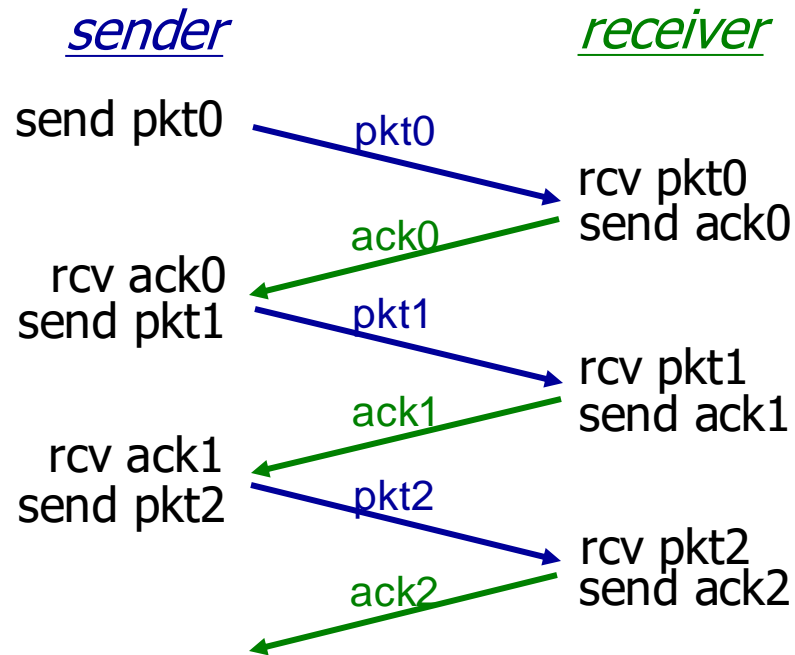 sender
receiver
send pkt0
pkt0
rcv pkt0
send ack0
ack0
rcv ack0
send pkt1
pkt1
rcv pkt1
send ack1
ack1
rcv ack1
send pkt2
pkt2
rcv pkt2
send ack2
ack2